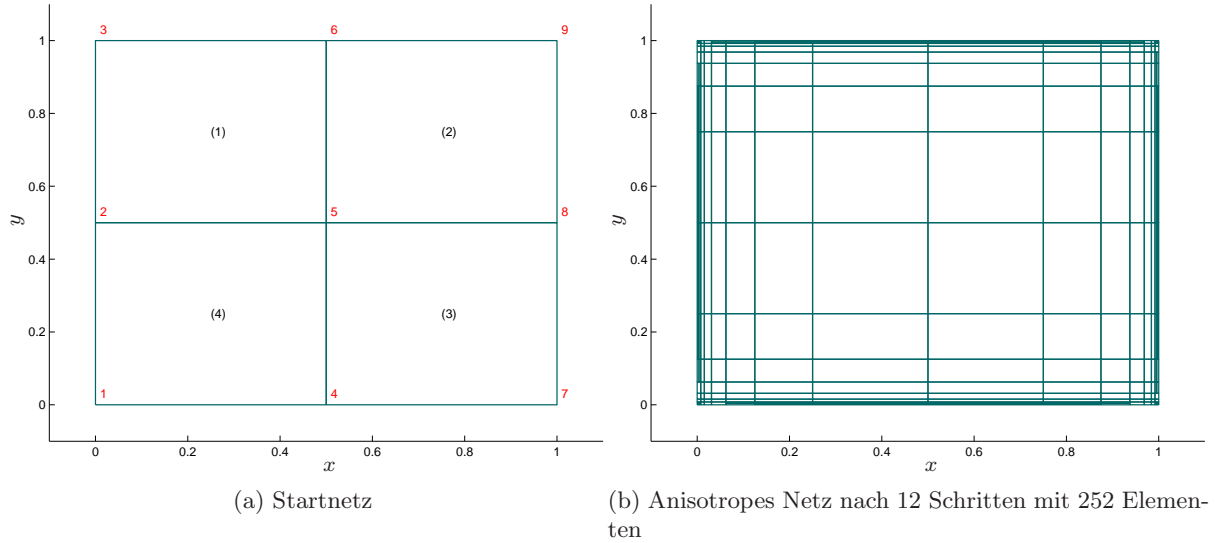 3 6 9
1
0.8
(1) (2)
0.6
2 5 8
y
0.4
(4) (3)
0.2
1 4 7
0
0 0.2 0.4 0.6 0.8 1
x
(a) Startnetz
1
0.8
0.6
y
0.4
0.2
0
0 0.2 0.4 0.6 0.8 1
x
(b) Anisotropes Netz nach 12 Schritten mit 252 Elemen-
ten